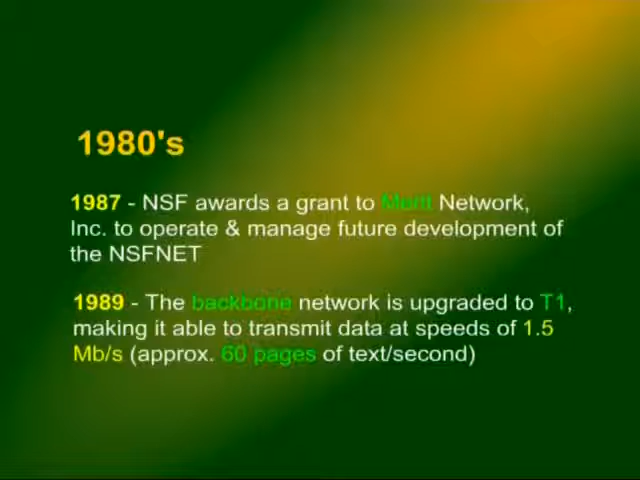 1980's
1987 - NSF awards a grant to Merit Network,
Inc. to operate & manage future development of
the NSFNET
1989 - The backbone network is upgraded to T1,
making it able to transmit data at speeds of 1.5
Mb/s (approx. 60 pages of text/second)